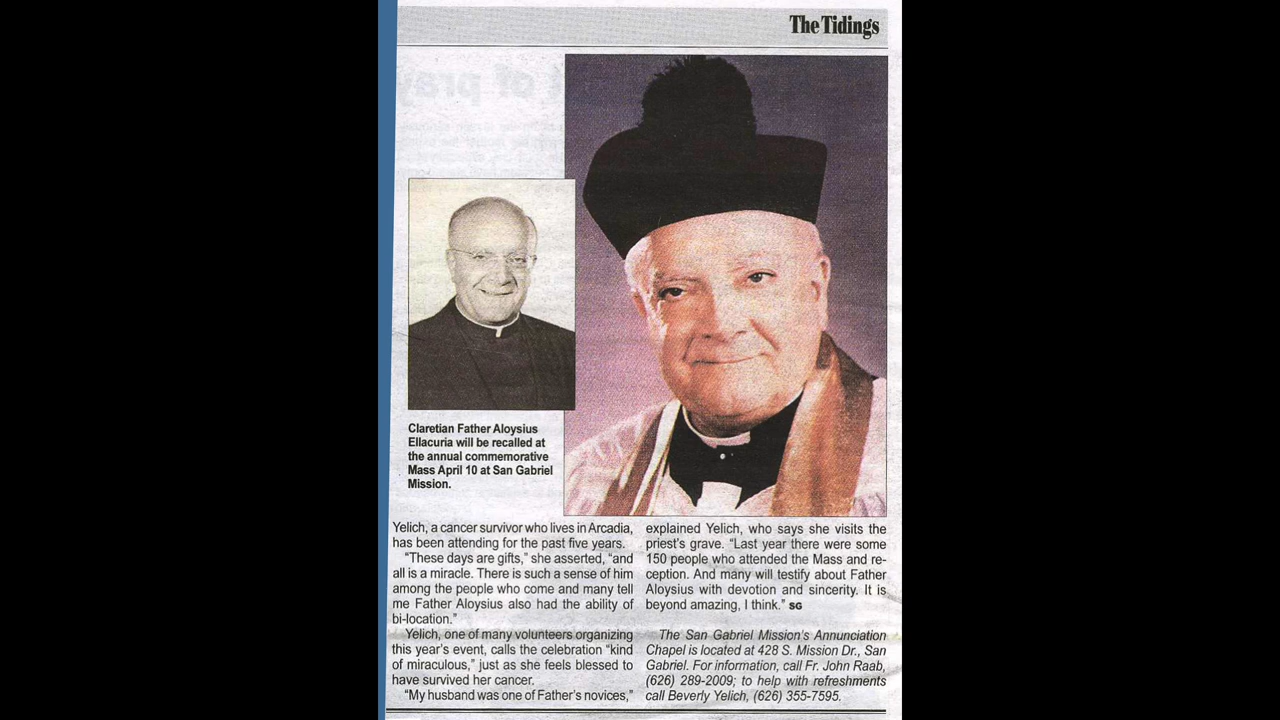 The Tidings
Claretian Father Aloysius
Ellacuria will be recalled at
the annual commemorative
Mass April 10 at San Gabriel
Mission.
Yelich, a cancer survivor who lives in Arcadia,
has been attending for the past five years.
“These days are gifts,” she asserted, “and
all is a miracle. There is such a sense of him
among the people who come and many tell
me Father Aloysius also had the ability of
bi-location.”
Yelich, one of many volunteers organizing
this year's event, calls the celebration “kind
of miraculous,” just as she feels blessed to
have survived her cancer.
“My husband was one of Father's novices,”
explained Yelich, who says she visits the
priest's grave. “Last year there were some
150 people who attended the Mass and re-
ception. And many will testify about Father
Aloysius with devotion and sincerity. It is
beyond amazing, I think.” SG
The San Gabriel Mission's Annunciation
Chapel is located at 428 S. Mission Dr., San
Gabriel. For information, call Fr. John Raab,
(626) 289-2009; to help with refreshments
call Beverly Yelich, (626) 355-7595.